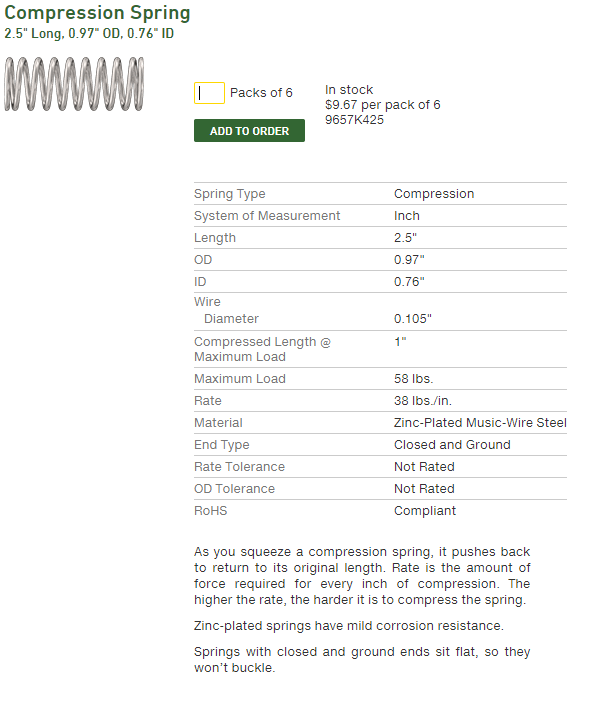 Compression Spring
2.5" Long, 0.97" OD, 0.76" ID
Packs of 6
In stock
$9.67 per pack of 6
9657K425
ADD TO ORDER
Spring Type Compression
System of Measurement Inch
Length 2.5"
OD 0.97"
ID 0.76"
Wire
Diameter 0.105"
Compressed Length @ 1"
Maximum Load
Maximum Load 58 lbs.
Rate 38 lbs./in.
Material Zinc-Plated Music-Wire Steel
End Type Closed and Ground
Rate Tolerance Not Rated
OD Tolerance Not Rated
RoHS Compliant
As you squeeze a compression spring, it pushes back
to return to its original length. Rate is the amount of
force required for every inch of compression. The
higher the rate, the harder it is to compress the spring.
Zinc-plated springs have mild corrosion resistance.
Springs with closed and ground ends sit flat, so they
won't buckle.